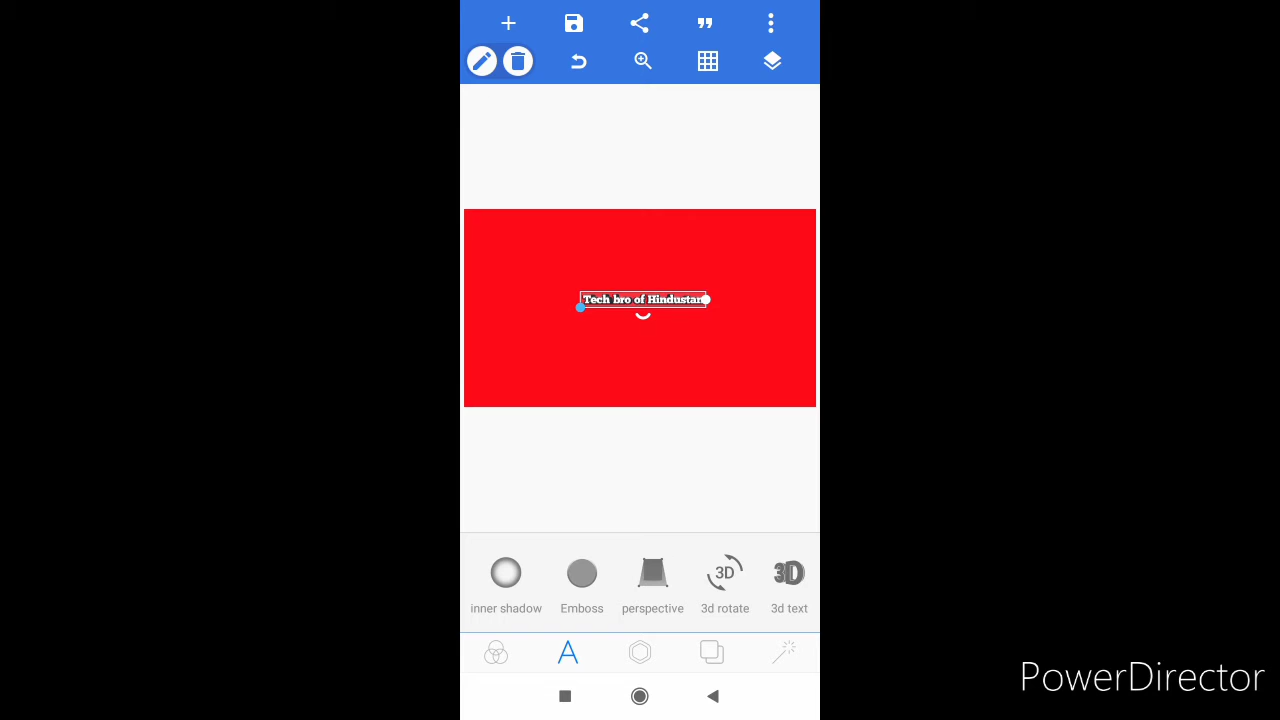 Tech bro of Hindustan
inner shadow
Emboss
perspective
3D
3d rotate
3D
3d text
PowerDirector